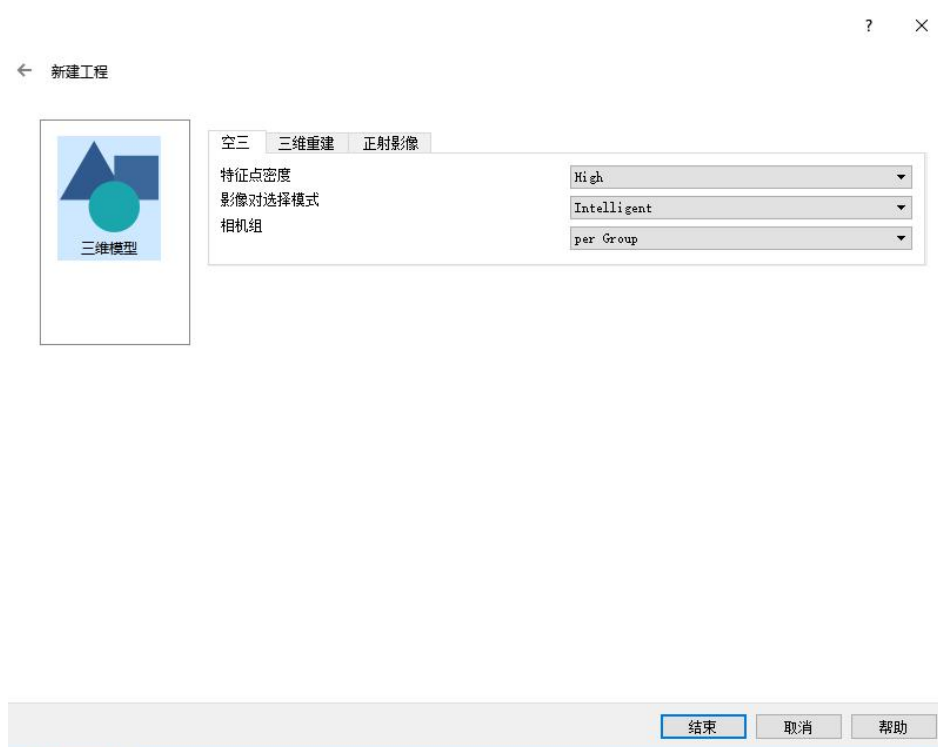 ?
新建工程
空三 三维重建 正射影像
特征点密度 High
影像对选择模式 Intelligent
相机组 per Group
三维模型
结束 取消 帮助